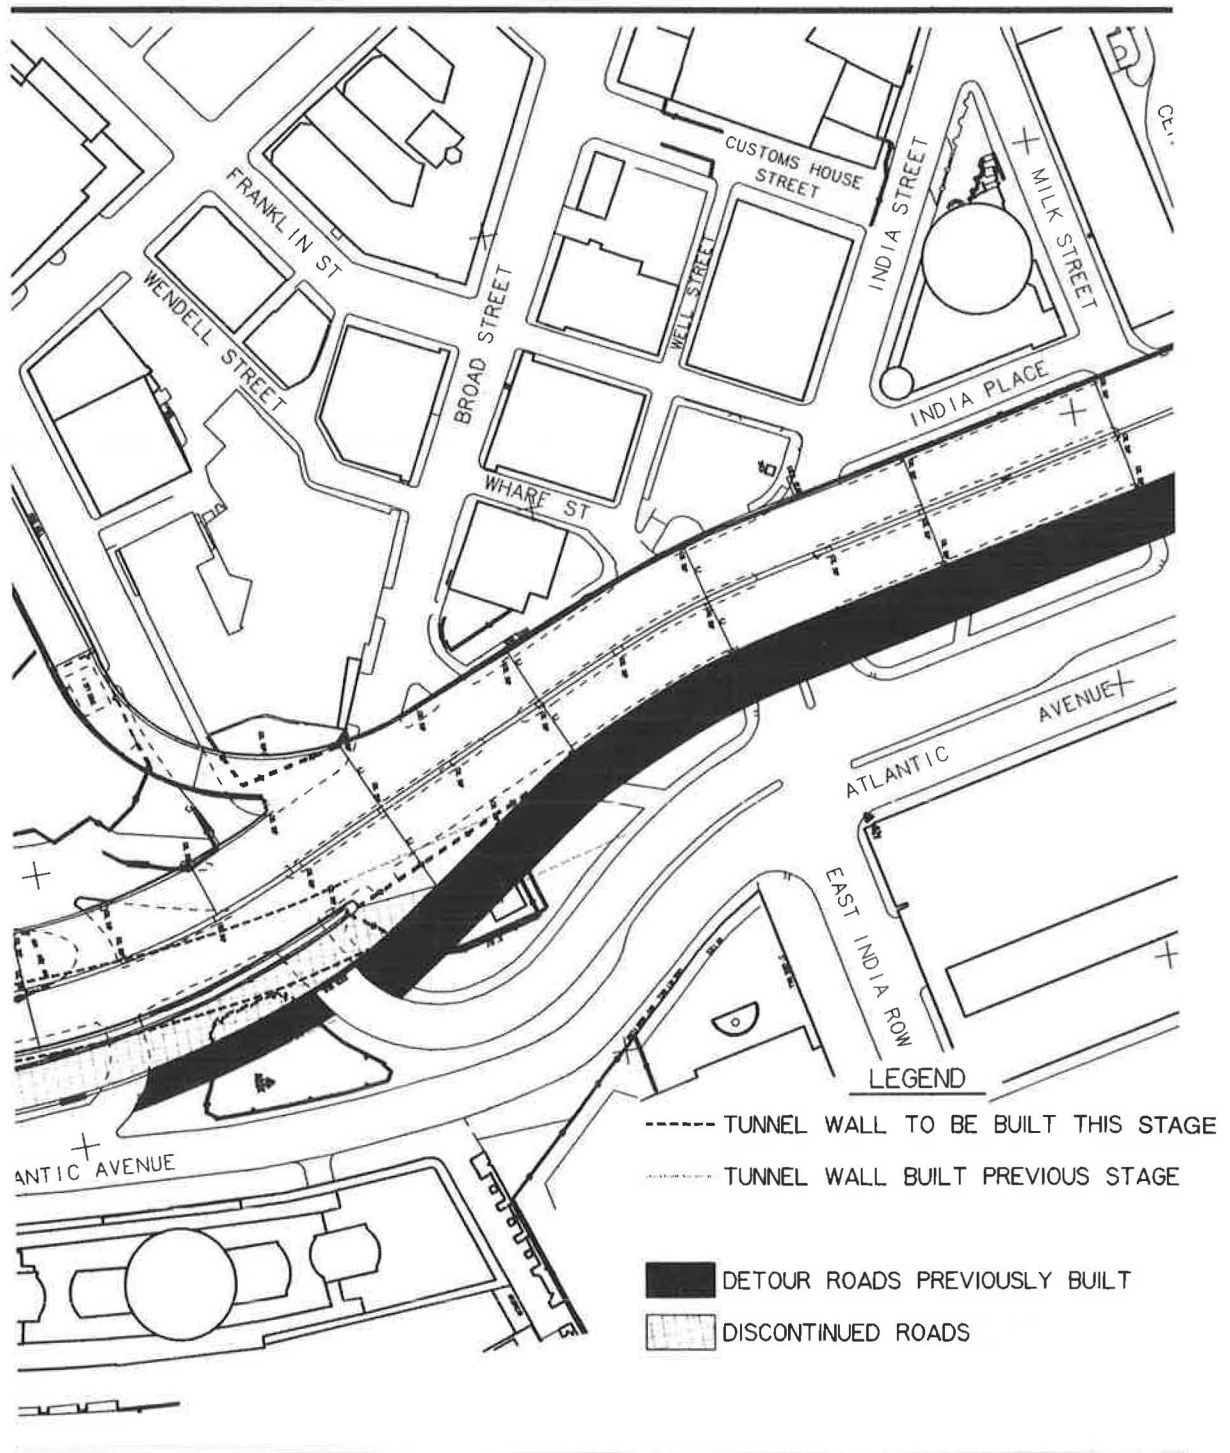 CUSTOMS HOUSE
STREET
INDIA STREET
MILK STREET
FRANKLIN ST
WENDELL STREET
BROAD STREET
WELL STREET
INDIA PLACE
WHARF ST
ATLANTIC
AVENUE
EAST INDIA ROW
ANTIC AVENUE
LEGEND
TUNNEL WALL TO BE BUILT THIS STAGE
TUNNEL WALL BUILT PREVIOUS STAGE
DETOUR ROADS PREVIOUSLY BUILT
DISCONTINUED ROADS